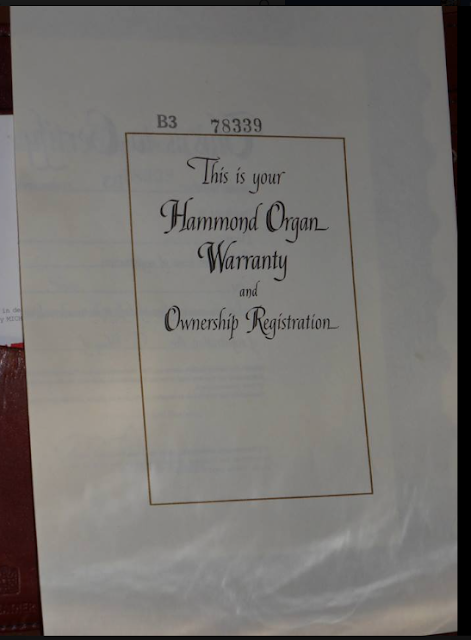 B3 78339
This is your
Hammond Organ
Warranty
and
Ownership Registration